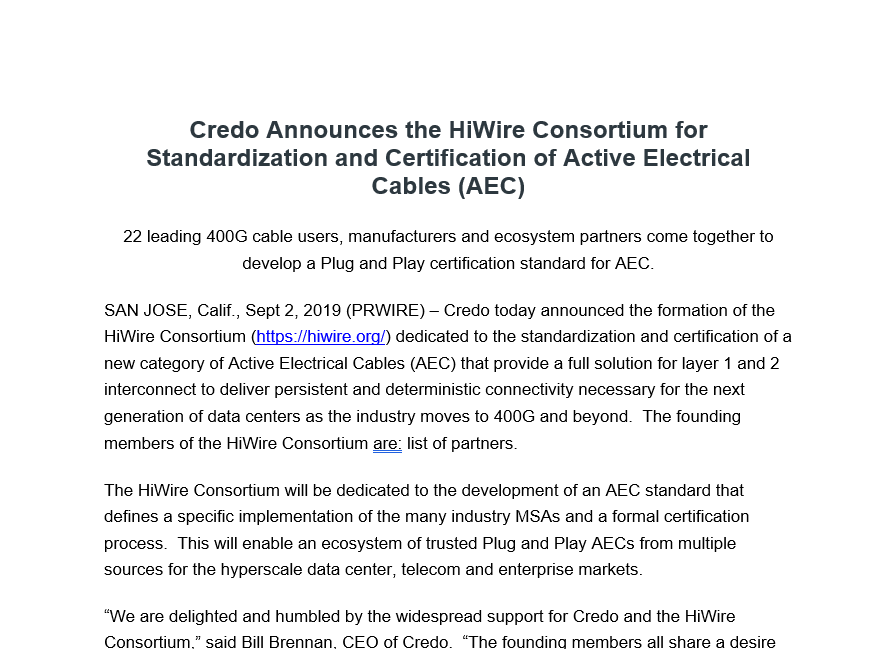 Credo Announces the HiWire Consortium for
Standardization and Certification of Active Electrical
Cables (AEC)
22 leading 400G cable users, manufacturers and ecosystem partners come together to
develop a Plug and Play certification standard for AEC.
SAN JOSE, Calif., Sept 2, 2019 (PRWIRE) – Credo today announced the formation of the
HiWire Consortium (https://hiwire.org/) dedicated to the standardization and certification of a
new category of Active Electrical Cables (AEC) that provide a full solution for layer 1 and 2
interconnect to deliver persistent and deterministic connectivity necessary for the next
generation of data centers as the industry moves to 400G and beyond.  The founding
members of the HiWire Consortium are: list of partners.
The HiWire Consortium will be dedicated to the development of an AEC standard that
defines a specific implementation of the many industry MSAs and a formal certification
process.  This will enable an ecosystem of trusted Plug and Play AECs from multiple
sources for the hyperscale data center, telecom and enterprise markets.
“We are delighted and humbled by the widespread support for Credo and the HiWire
Consortium,” said Bill Brennan, CEO of Credo.  “The founding members all share a desire